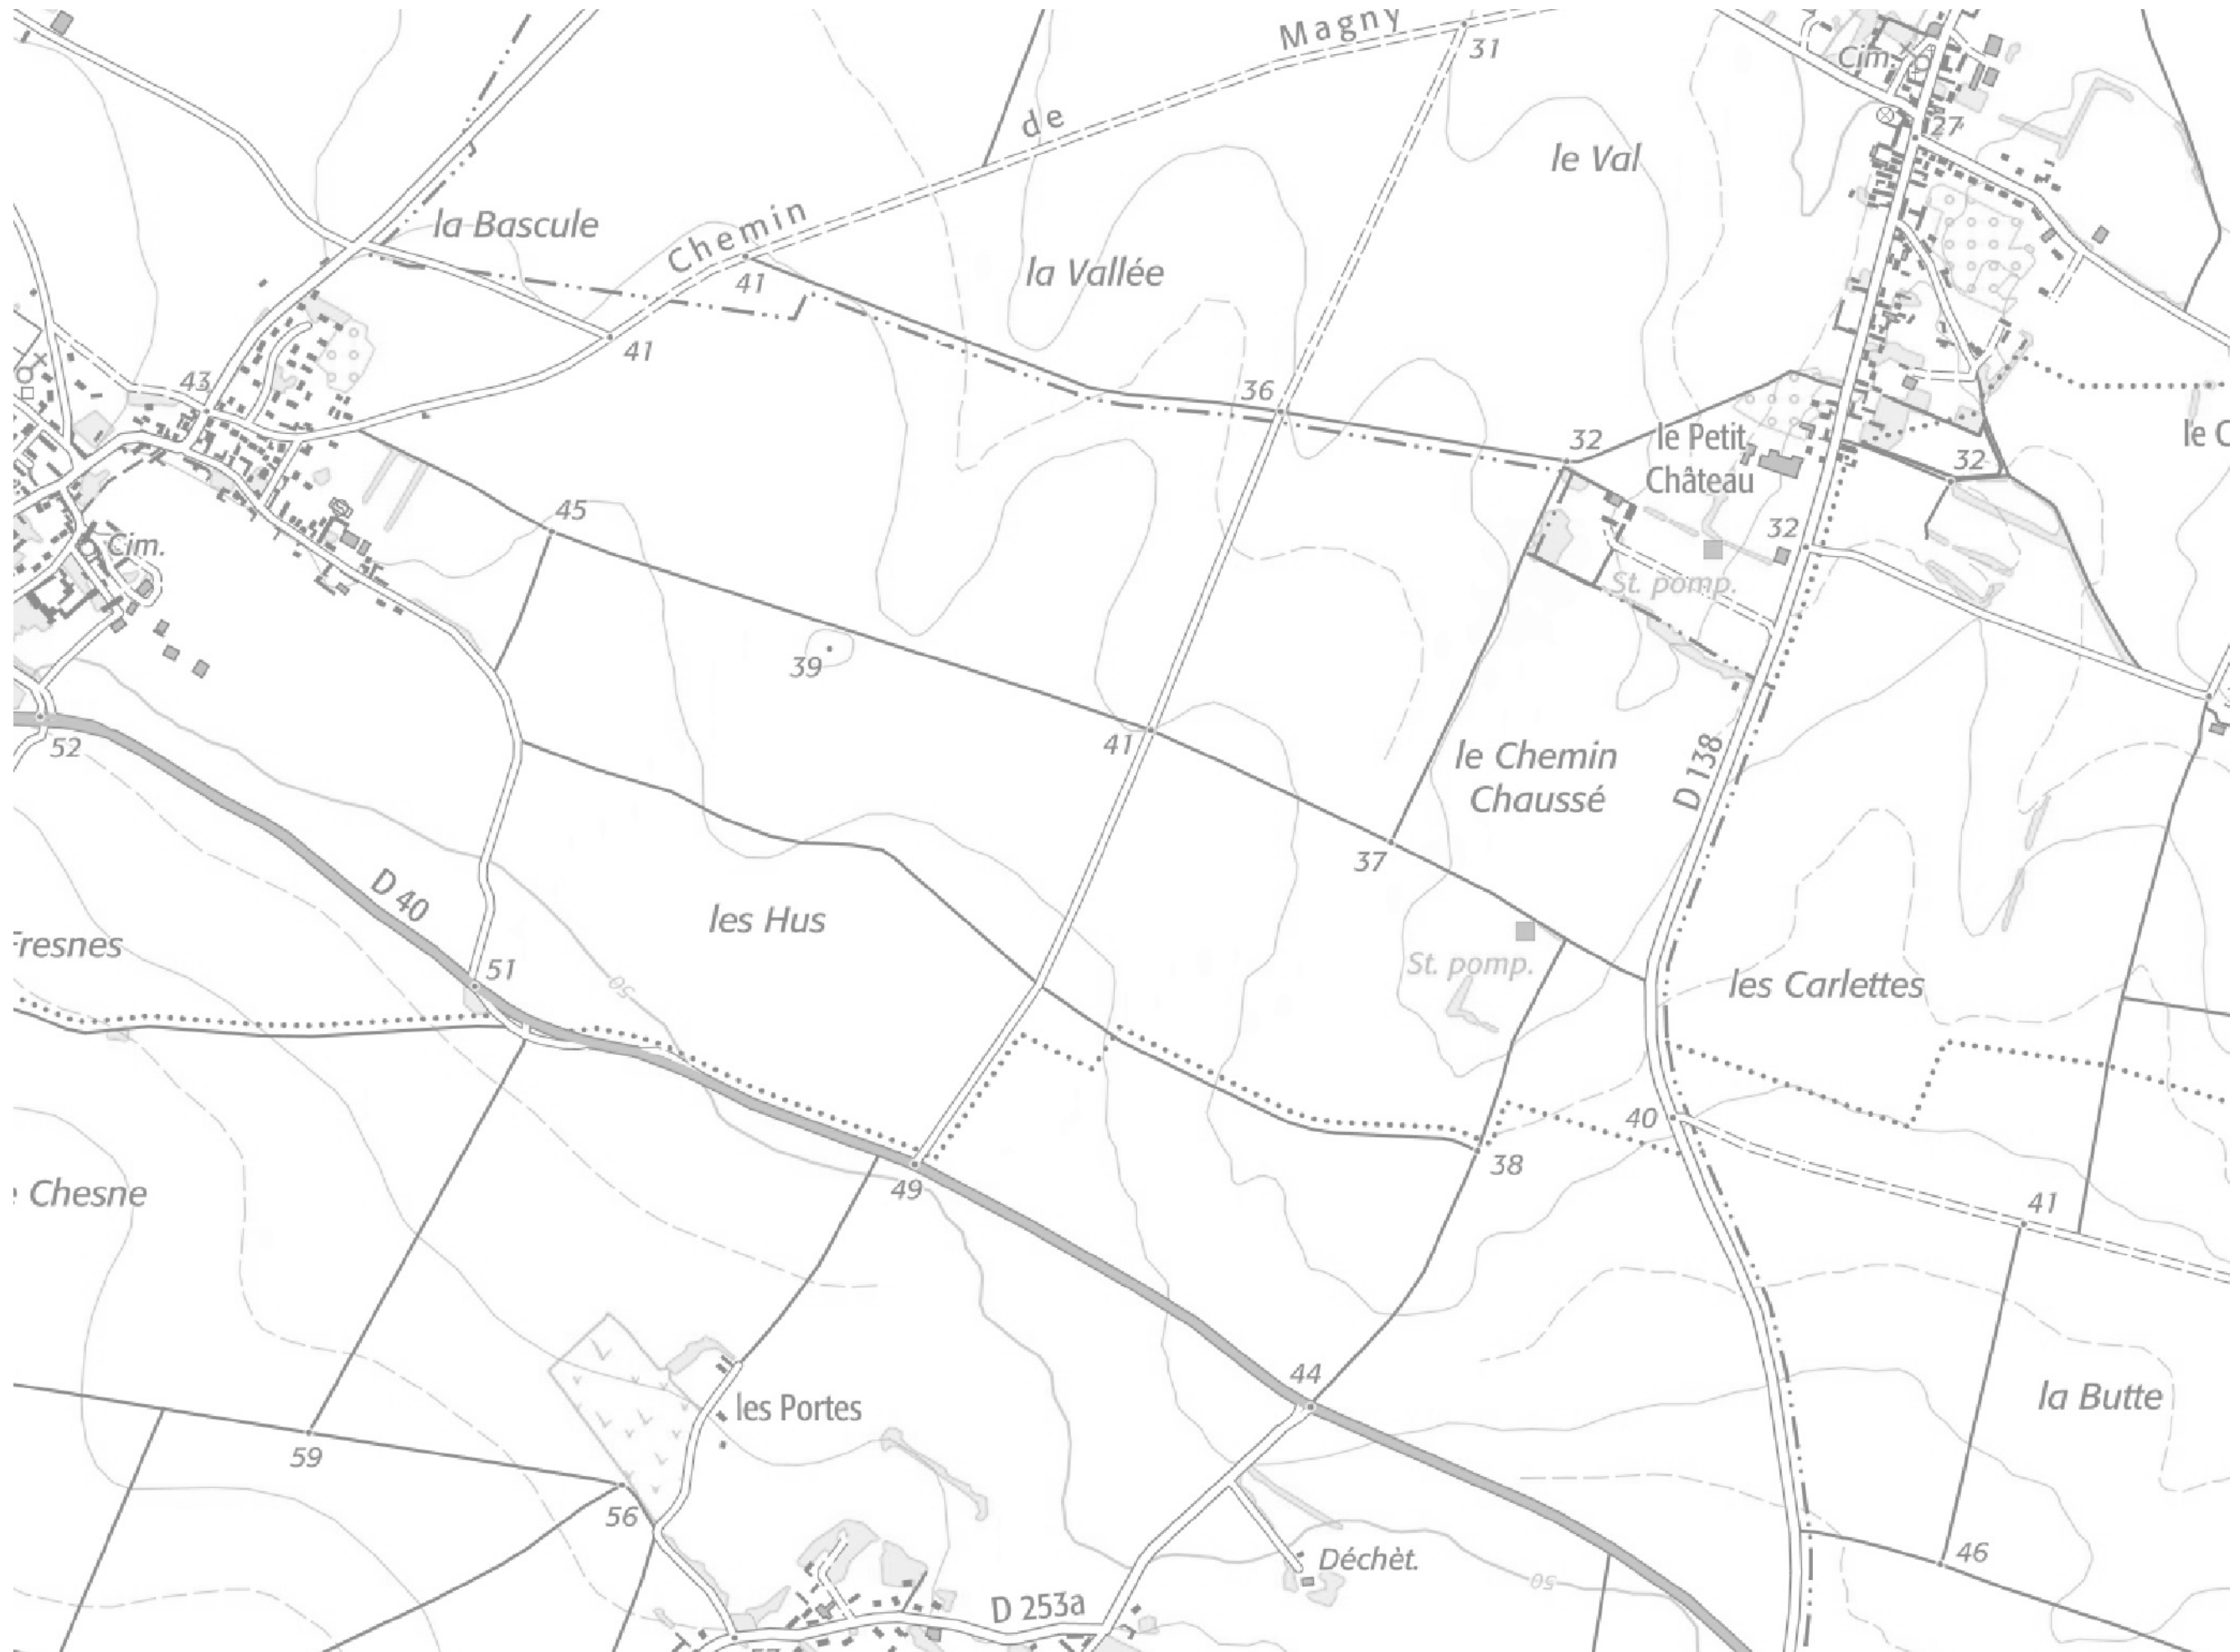 Magny
31
Cim.
27
de
le Val
la Bascule
Chemin
41
la Vallée
41
43
36
32
le Petit
Château
32
45
32
Cim.
St. pomp.
39
52
41
le Chemin
Chaussé
D 138
37
D 40
les Hus
Fresnes
51
50
St. pomp.
les Carlettes
40
38
49
Chesne
41
44
la Butte
les Portes
59
56
Déchèt.
46
50
D 253a